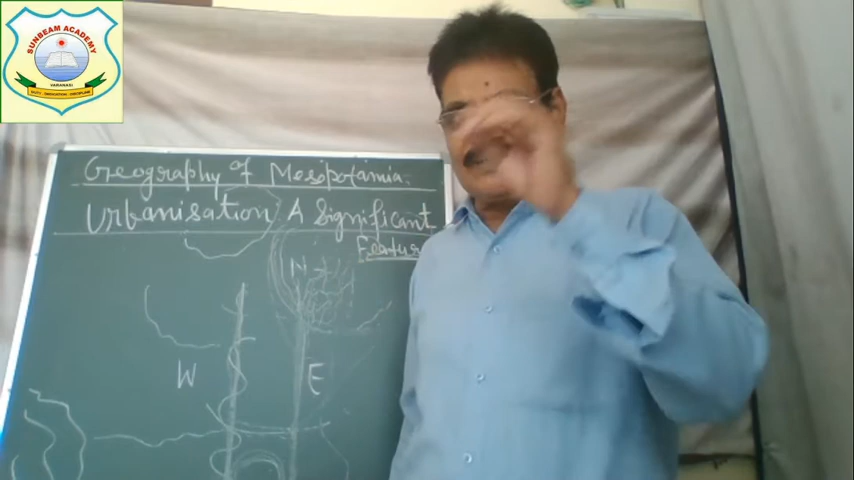 SUNBEAM ACADEMY
VARANASI
Geography of Mesopotamia.
Urbanisation A Significant
Feature
N
W
E